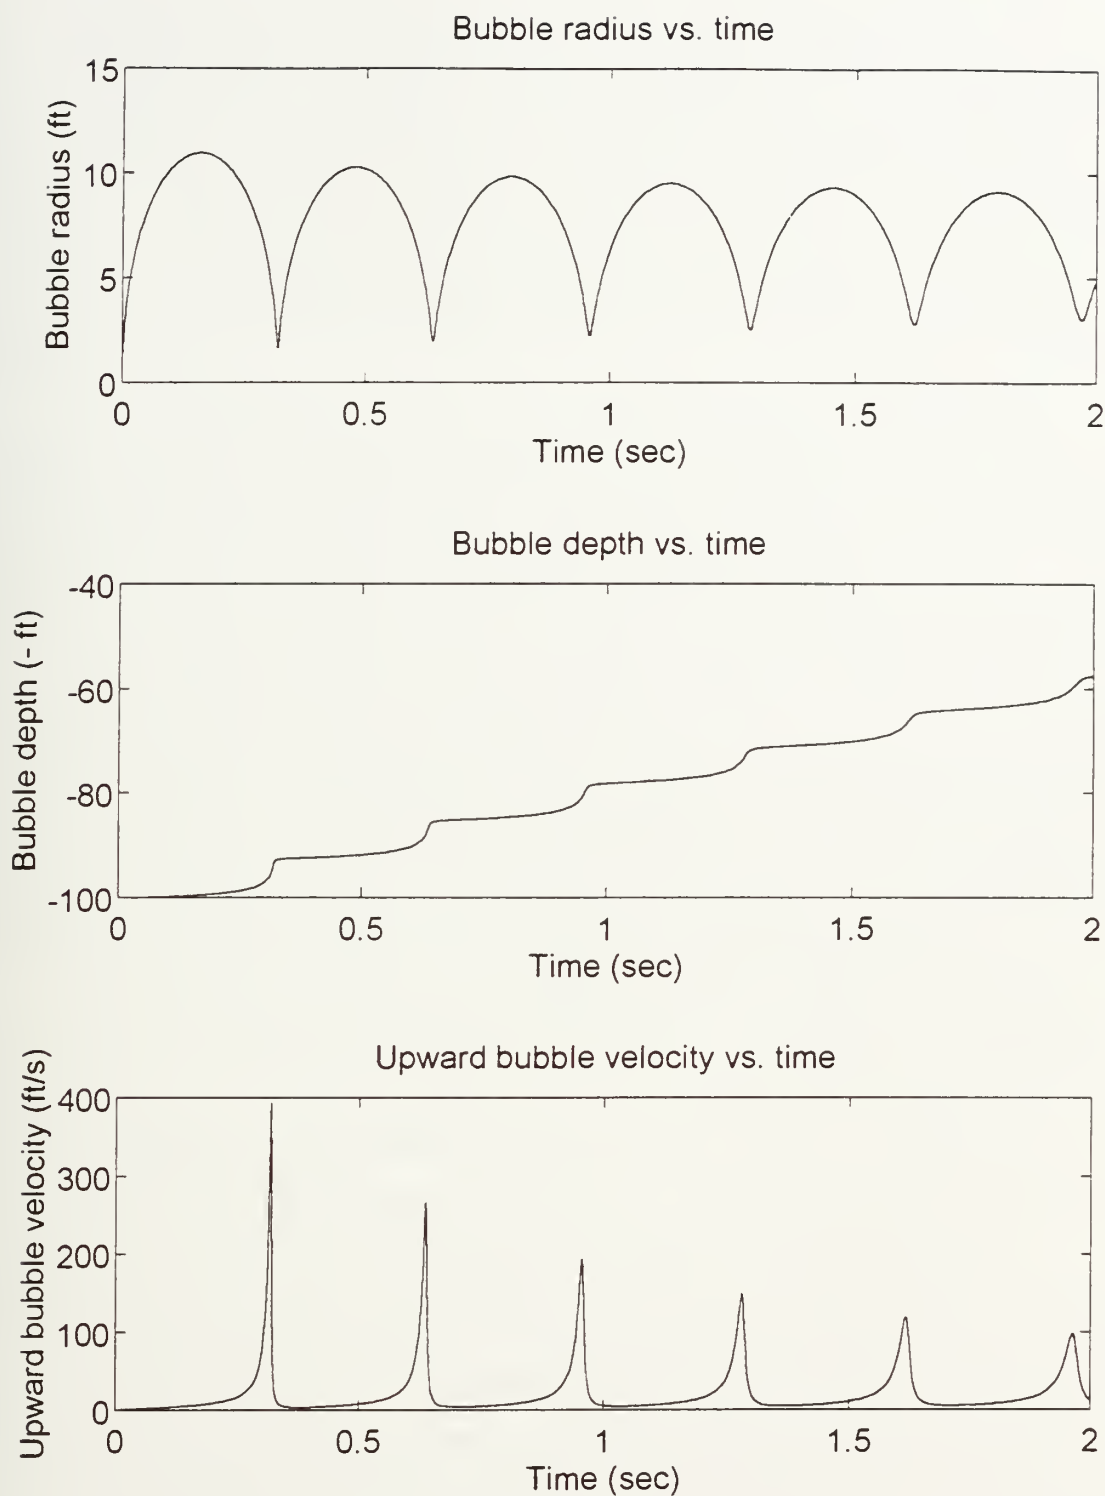 Bubble radius vs. time
Bubble radius (ft)
15
10
5
0
0 0.5 1 1.5 2
Time (sec)
Bubble depth vs. time
Bubble depth (- ft)
-40
-60
-80
-100
0 0.5 1 1.5 2
Time (sec)
Upward bubble velocity vs. time
Upward bubble velocity (ft/s)
400
300
200
100
0
0 0.5 1 1.5 2
Time (sec)